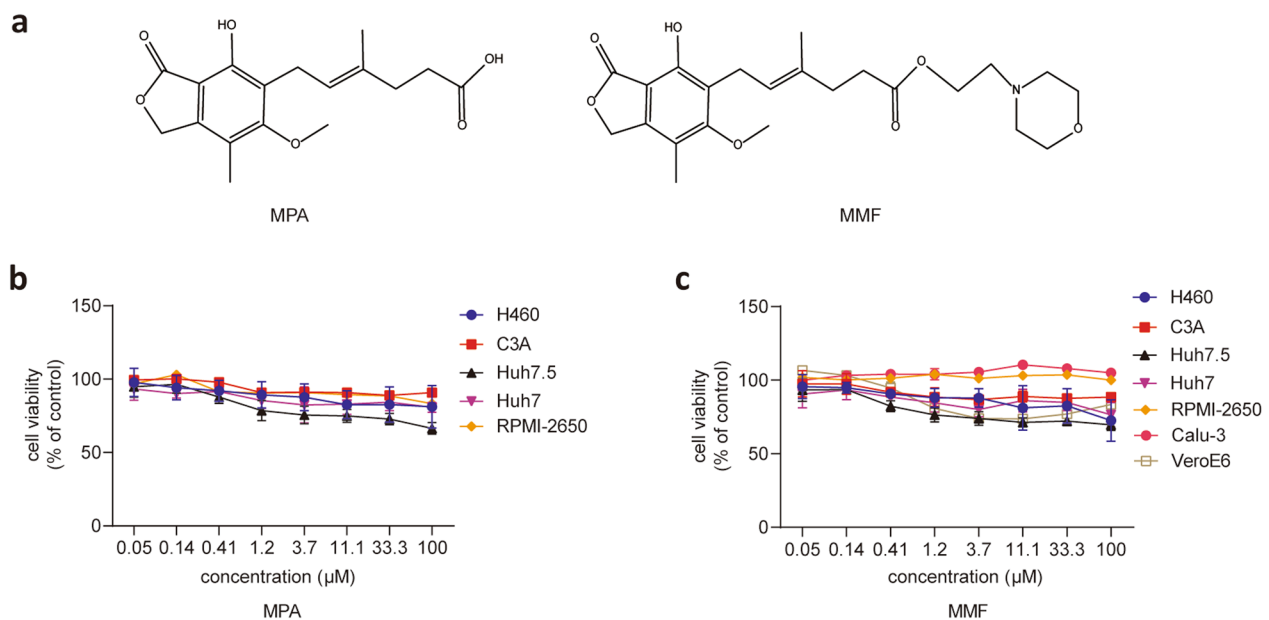 a
HO
O
O
O
OH
O
MPA
HO
O
O
O
O
O
N
O
MMF
b
150
100
50
0
cell viability
(% of control)
0.05 0.14 0.41 1.2 3.7 11.1 33.3 100
concentration (µM)
MPA
H460
C3A
Huh7.5
Huh7
RPMI-2650
c
150
100
50
0
cell viability
(% of control)
0.05 0.14 0.41 1.2 3.7 11.1 33.3 100
concentration (µM)
MMF
H460
C3A
Huh7.5
Huh7
RPMI-2650
Calu-3
VeroE6